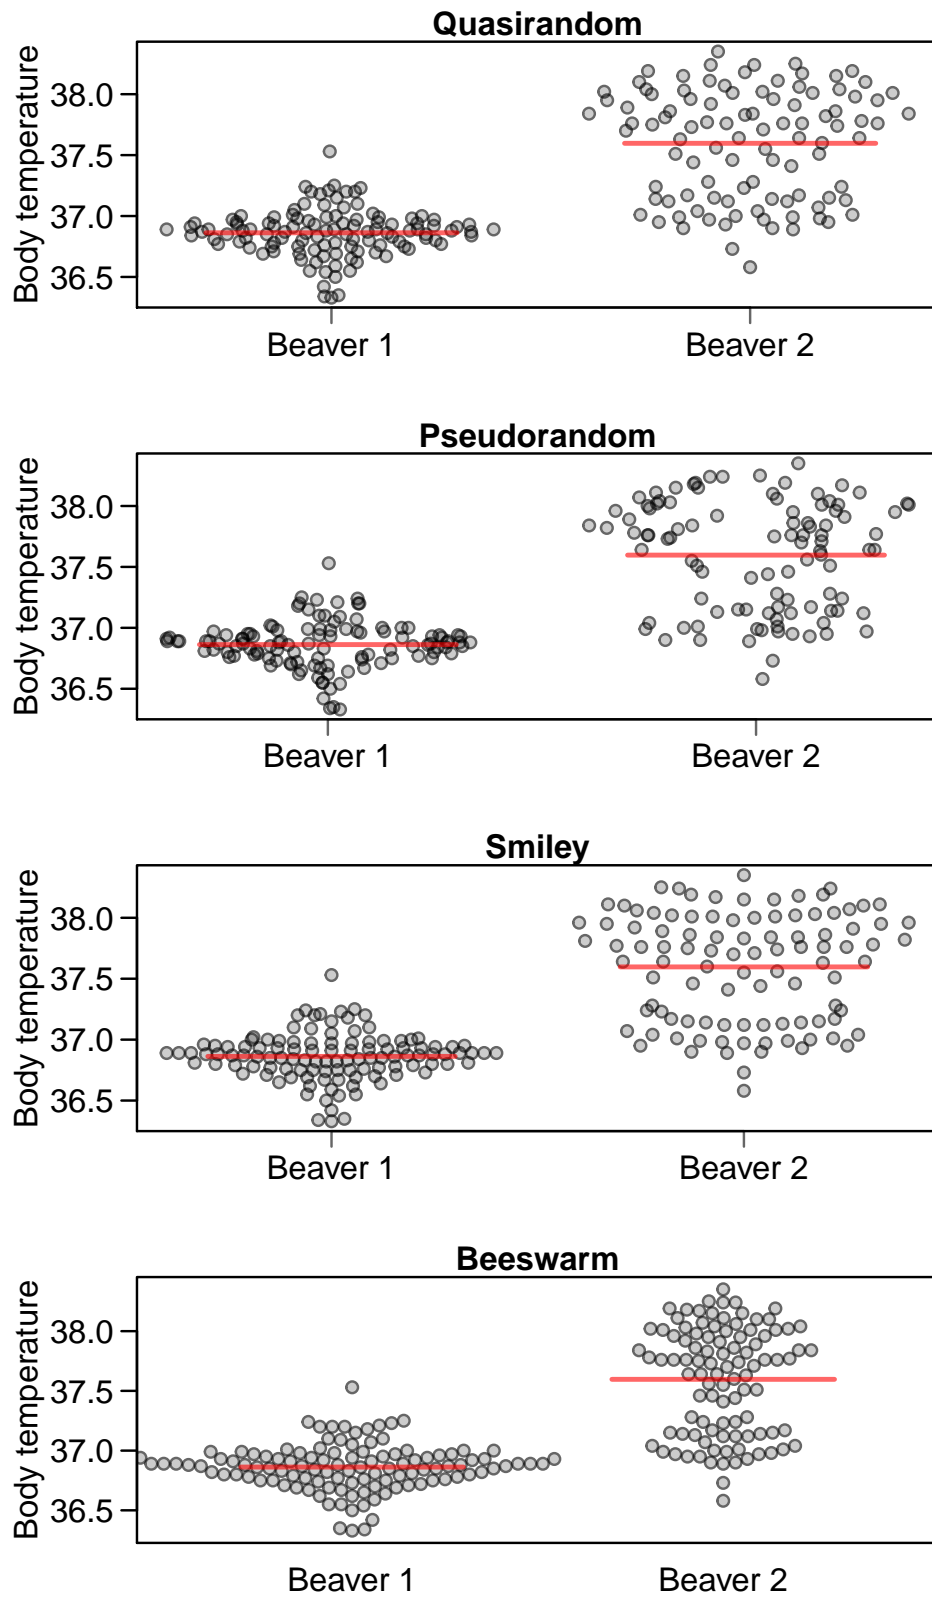 Quasirandom
Body temperature
38.0
37.5
37.0
36.5
Beaver 1 Beaver 2
Pseudorandom
Body temperature
38.0
37.5
37.0
36.5
Beaver 1 Beaver 2
Smiley
Body temperature
38.0
37.5
37.0
36.5
Beaver 1 Beaver 2
Beeswarm
Body temperature
38.0
37.5
37.0
36.5
Beaver 1 Beaver 2